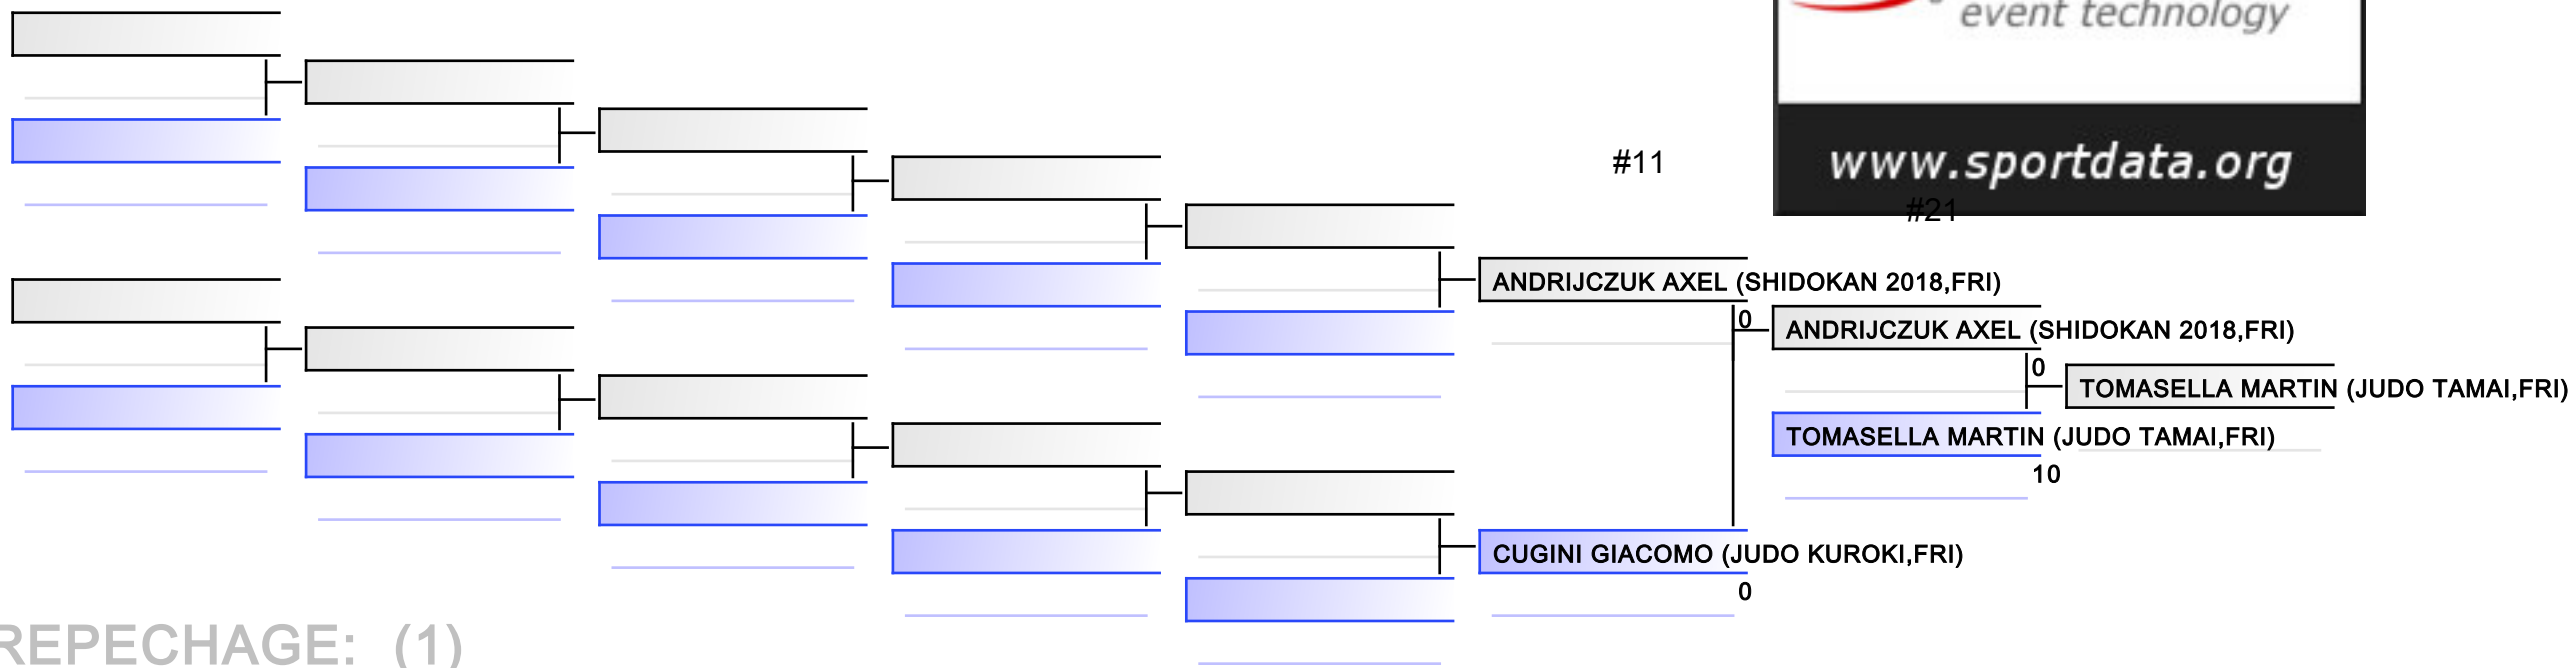 event technology
#11
www.sportdata.org
#21
ANDRIJCZUK AXEL (SHIDOKAN 2018,FRI)
0
ANDRIJCZUK AXEL (SHIDOKAN 2018,FRI)
0
TOMASELLA MARTIN (JUDO TAMAI,FRI)
TOMASELLA MARTIN (JUDO TAMAI,FRI)
10
CUGINI GIACOMO (JUDO KUROKI,FRI)
0
REPECHAGE: (1)